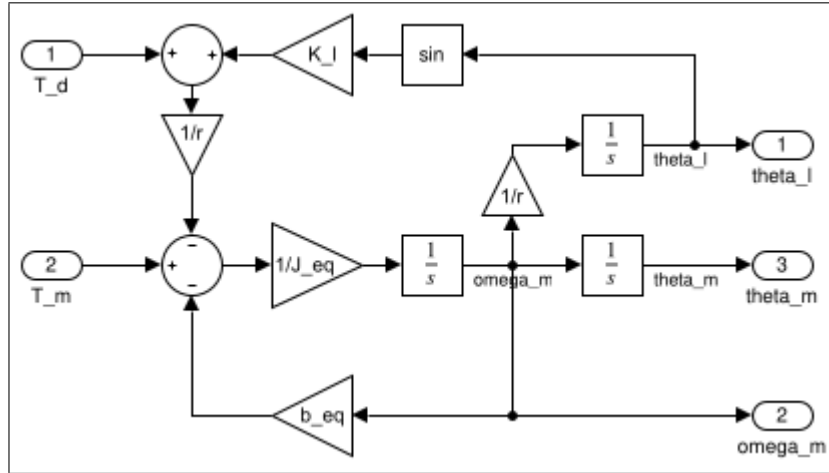 1
T_d
+
+
K_l
sin
1/r
1
s
theta_l
1
theta_l
1/r
2
T_m
+
−
−
1/J_eq
1
s
omega_m
1
s
theta_m
3
theta_m
b_eq
2
omega_m